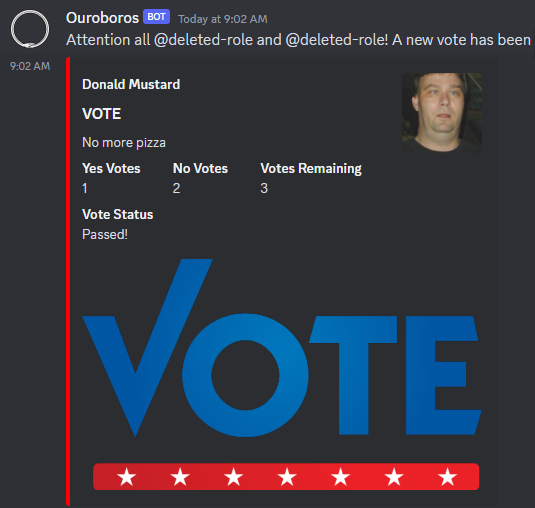 Ouroboros BOT Today at 9:02 AM
Attention all @deleted-role and @deleted-role! A new vote has been
9:02 AM
Donald Mustard
VOTE
No more pizza
Yes Votes No Votes Votes Remaining
1 2 3
Vote Status
Passed!
VOTE